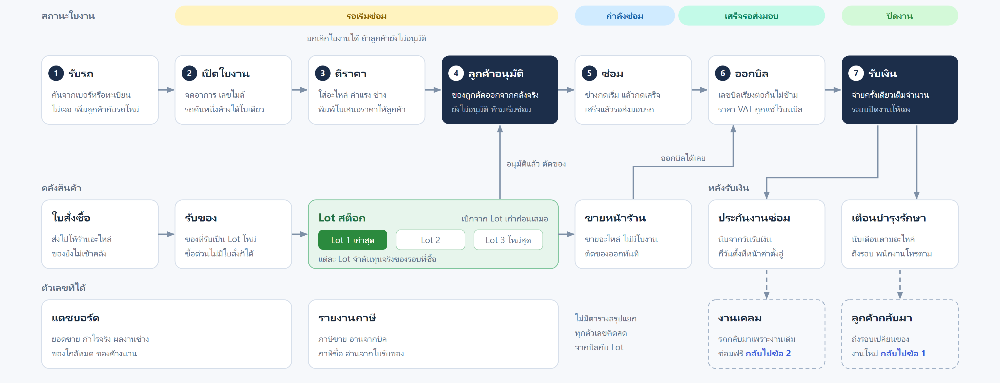 สถานะใบงาน
รอเริ่มซ่อม
กำลังซ่อม
เสร็จรอส่งมอบ
ปิดงาน
ยกเลิกใบงานได้ ถ้าลูกค้ายังไม่อนุมัติ
1 รับรถ
ค้นจากเบอร์หรือทะเบียน
ไม่เจอ เพิ่มลูกค้ากับรถใหม่
2 เปิดใบงาน
จดอาการ เลขไมล์
รถคันหนึ่งค้างได้ใบเดียว
3 ตีราคา
ใส่อะไหล่ ค่าแรง ช่าง
พิมพ์ใบเสนอราคาให้ลูกค้า
4 ลูกค้าอนุมัติ
ของถูกตัดออกจากคลังจริง
ยังไม่อนุมัติ ห้ามเริ่มซ่อม
5 ซ่อม
ช่างกดเริ่ม แล้วกดเสร็จ
เสร็จแล้วรอส่งมอบรถ
6 ออกบิล
เลขบิลเรียงต่อกันไม่ข้าม
ราคา VAT ถูกแช่ไว้บนบิล
7 รับเงิน
จ่ายครั้งเดียวเต็มจำนวน
ระบบปิดงานให้เอง
อนุมัติแล้ว ตัดของ
ออกบิลได้เลย
คลังสินค้า
หลังรับเงิน
ใบสั่งซื้อ
ส่งไปให้ร้านอะไหล่
ของยังไม่เข้าคลัง
รับของ
ของที่รับเป็น Lot ใหม่
ซื้อด่วนไม่มีใบสั่งก็ได้
Lot สต็อก
เบิกจาก Lot เก่าก่อนเสมอ
Lot 1 เก่าสุด
Lot 2
Lot 3 ใหม่สุด
แต่ละ Lot จำต้นทุนจริงของรอบที่ซื้อ
ขายหน้าร้าน
ขายอะไหล่ ไม่มีใบงาน
ตัดของออกทันที
ประกันงานซ่อม
นับจากวันรับเงิน
กี่วันตั้งที่หน้าค่าตั้งอู่
เตือนบำรุงรักษา
นับเดือนตามอะไหล่
ถึงรอบ พนักงานโทรตาม
ตัวเลขที่ได้
แดชบอร์ด
ยอดขาย กำไรจริง ผลงานช่าง
ของใกล้หมด ของค้างนาน
รายงานภาษี
ภาษีขาย อ่านจากบิล
ภาษีซื้อ อ่านจากใบรับของ
ไม่มีตารางสรุปแยก
ทุกตัวเลขคิดสด
จากบิลกับ Lot
งานเคลม
รถกลับมาเพราะงานเดิม
ซ่อมฟรี กลับไปข้อ 2
ลูกค้ากลับมา
ถึงรอบเปลี่ยนของ
งานใหม่ กลับไปข้อ 1